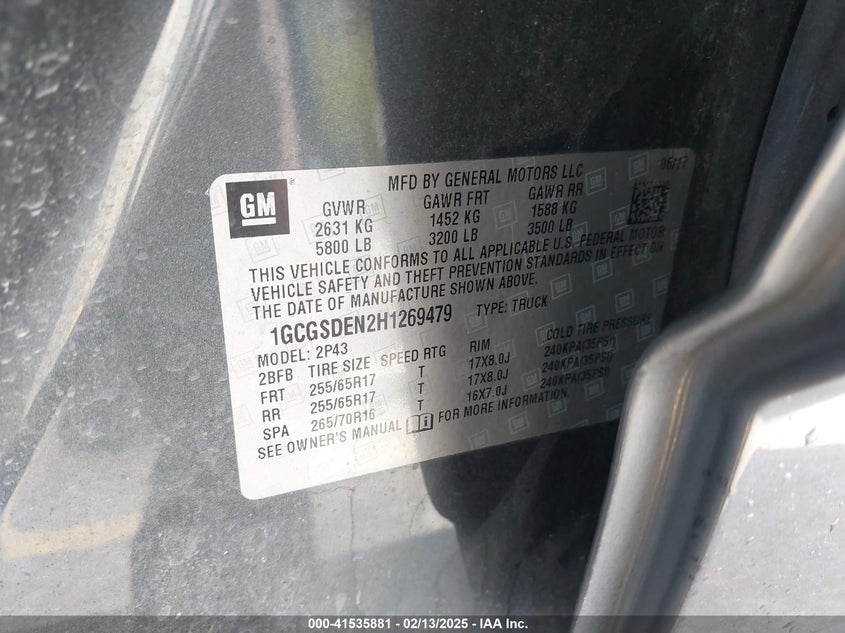 MFD BY GENERAL MOTORS LLC 05/17
GM
GVWR GAWR FRT GAWR RR
2631 KG 1452 KG 1588 KG
5800 LB 3200 LB 3500 LB
THIS VEHICLE CONFORMS TO ALL APPLICABLE U.S. FEDERAL MOTOR
VEHICLE SAFETY AND THEFT PREVENTION STANDARDS IN EFFECT ON
THE DATE OF MANUFACTURE SHOWN ABOVE.
1GCGSDEN2H1269479 TYPE: TRUCK
MODEL: 2P43
2BFB TIRE SIZE SPEED RTG RIM COLD TIRE PRESSURE
FRT 255/65R17 T 17X8.0J 240KPA(35PSI)
RR 255/65R17 T 17X8.0J 240KPA(35PSI)
SPA 265/70R16 T 16X7.0J 240KPA(35PSI)
SEE OWNER'S MANUAL FOR MORE INFORMATION
000-41535881 - 02/13/2025 - IAA Inc.